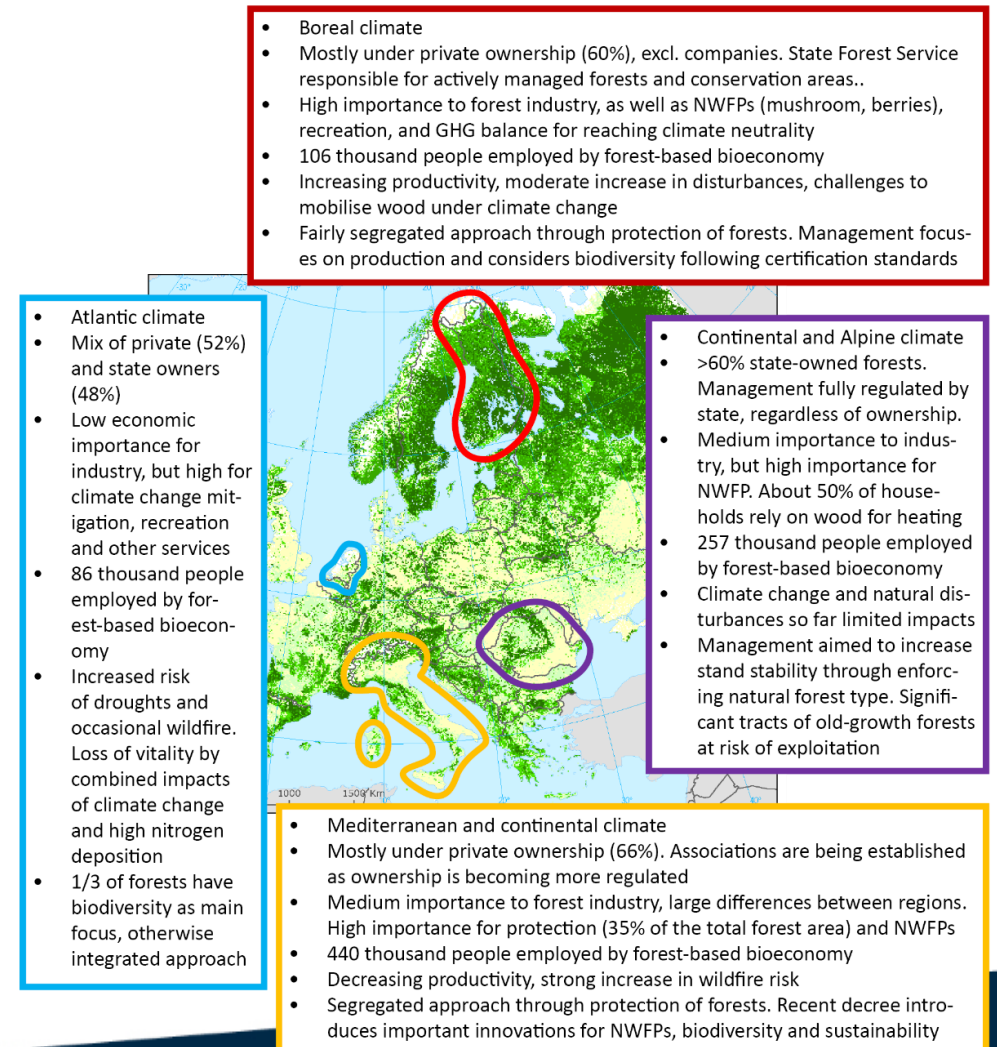 • Boreal climate
• Mostly under private ownership (60%), excl. companies. State Forest Service
responsible for actively managed forests and conservation areas..
• High importance to forest industry, as well as NWFPs (mushroom, berries),
recreation, and GHG balance for reaching climate neutrality
• 106 thousand people employed by forest-based bioeconomy
• Increasing productivity, moderate increase in disturbances, challenges to
mobilise wood under climate change
• Fairly segregated approach through protection of forests. Management focus-
es on production and considers biodiversity following certification standards
• Atlantic climate
• Mix of private (52%)
and state owners
(48%)
• Low economic
importance for
industry, but high for
climate change mit-
igation, recreation
and other services
• 86 thousand people
employed by for-
est-based bioecon-
omy
• Increased risk
of droughts and
occasional wildfire.
Loss of vitality by
combined impacts
of climate change
and high nitrogen
deposition
• 1/3 of forests have
biodiversity as main
focus, otherwise
integrated approach
• Continental and Alpine climate
• >60% state-owned forests.
Management fully regulated by
state, regardless of ownership.
• Medium importance to indus-
try, but high importance for
NWFP. About 50% of house-
holds rely on wood for heating
• 257 thousand people employed
by forest-based bioeconomy
• Climate change and natural dis-
turbances so far limited impacts
• Management aimed to increase
stand stability through enforc-
ing natural forest type. Signifi-
cant tracts of old-growth forests
at risk of exploitation
1000 1500 Km
• Mediterranean and continental climate
• Mostly under private ownership (66%). Associations are being established
as ownership is becoming more regulated
• Medium importance to forest industry, large differences between regions.
High importance for protection (35% of the total forest area) and NWFPs
• 440 thousand people employed by forest-based bioeconomy
• Decreasing productivity, strong increase in wildfire risk
• Segregated approach through protection of forests. Recent decree intro-
duces important innovations for NWFPs, biodiversity and sustainability